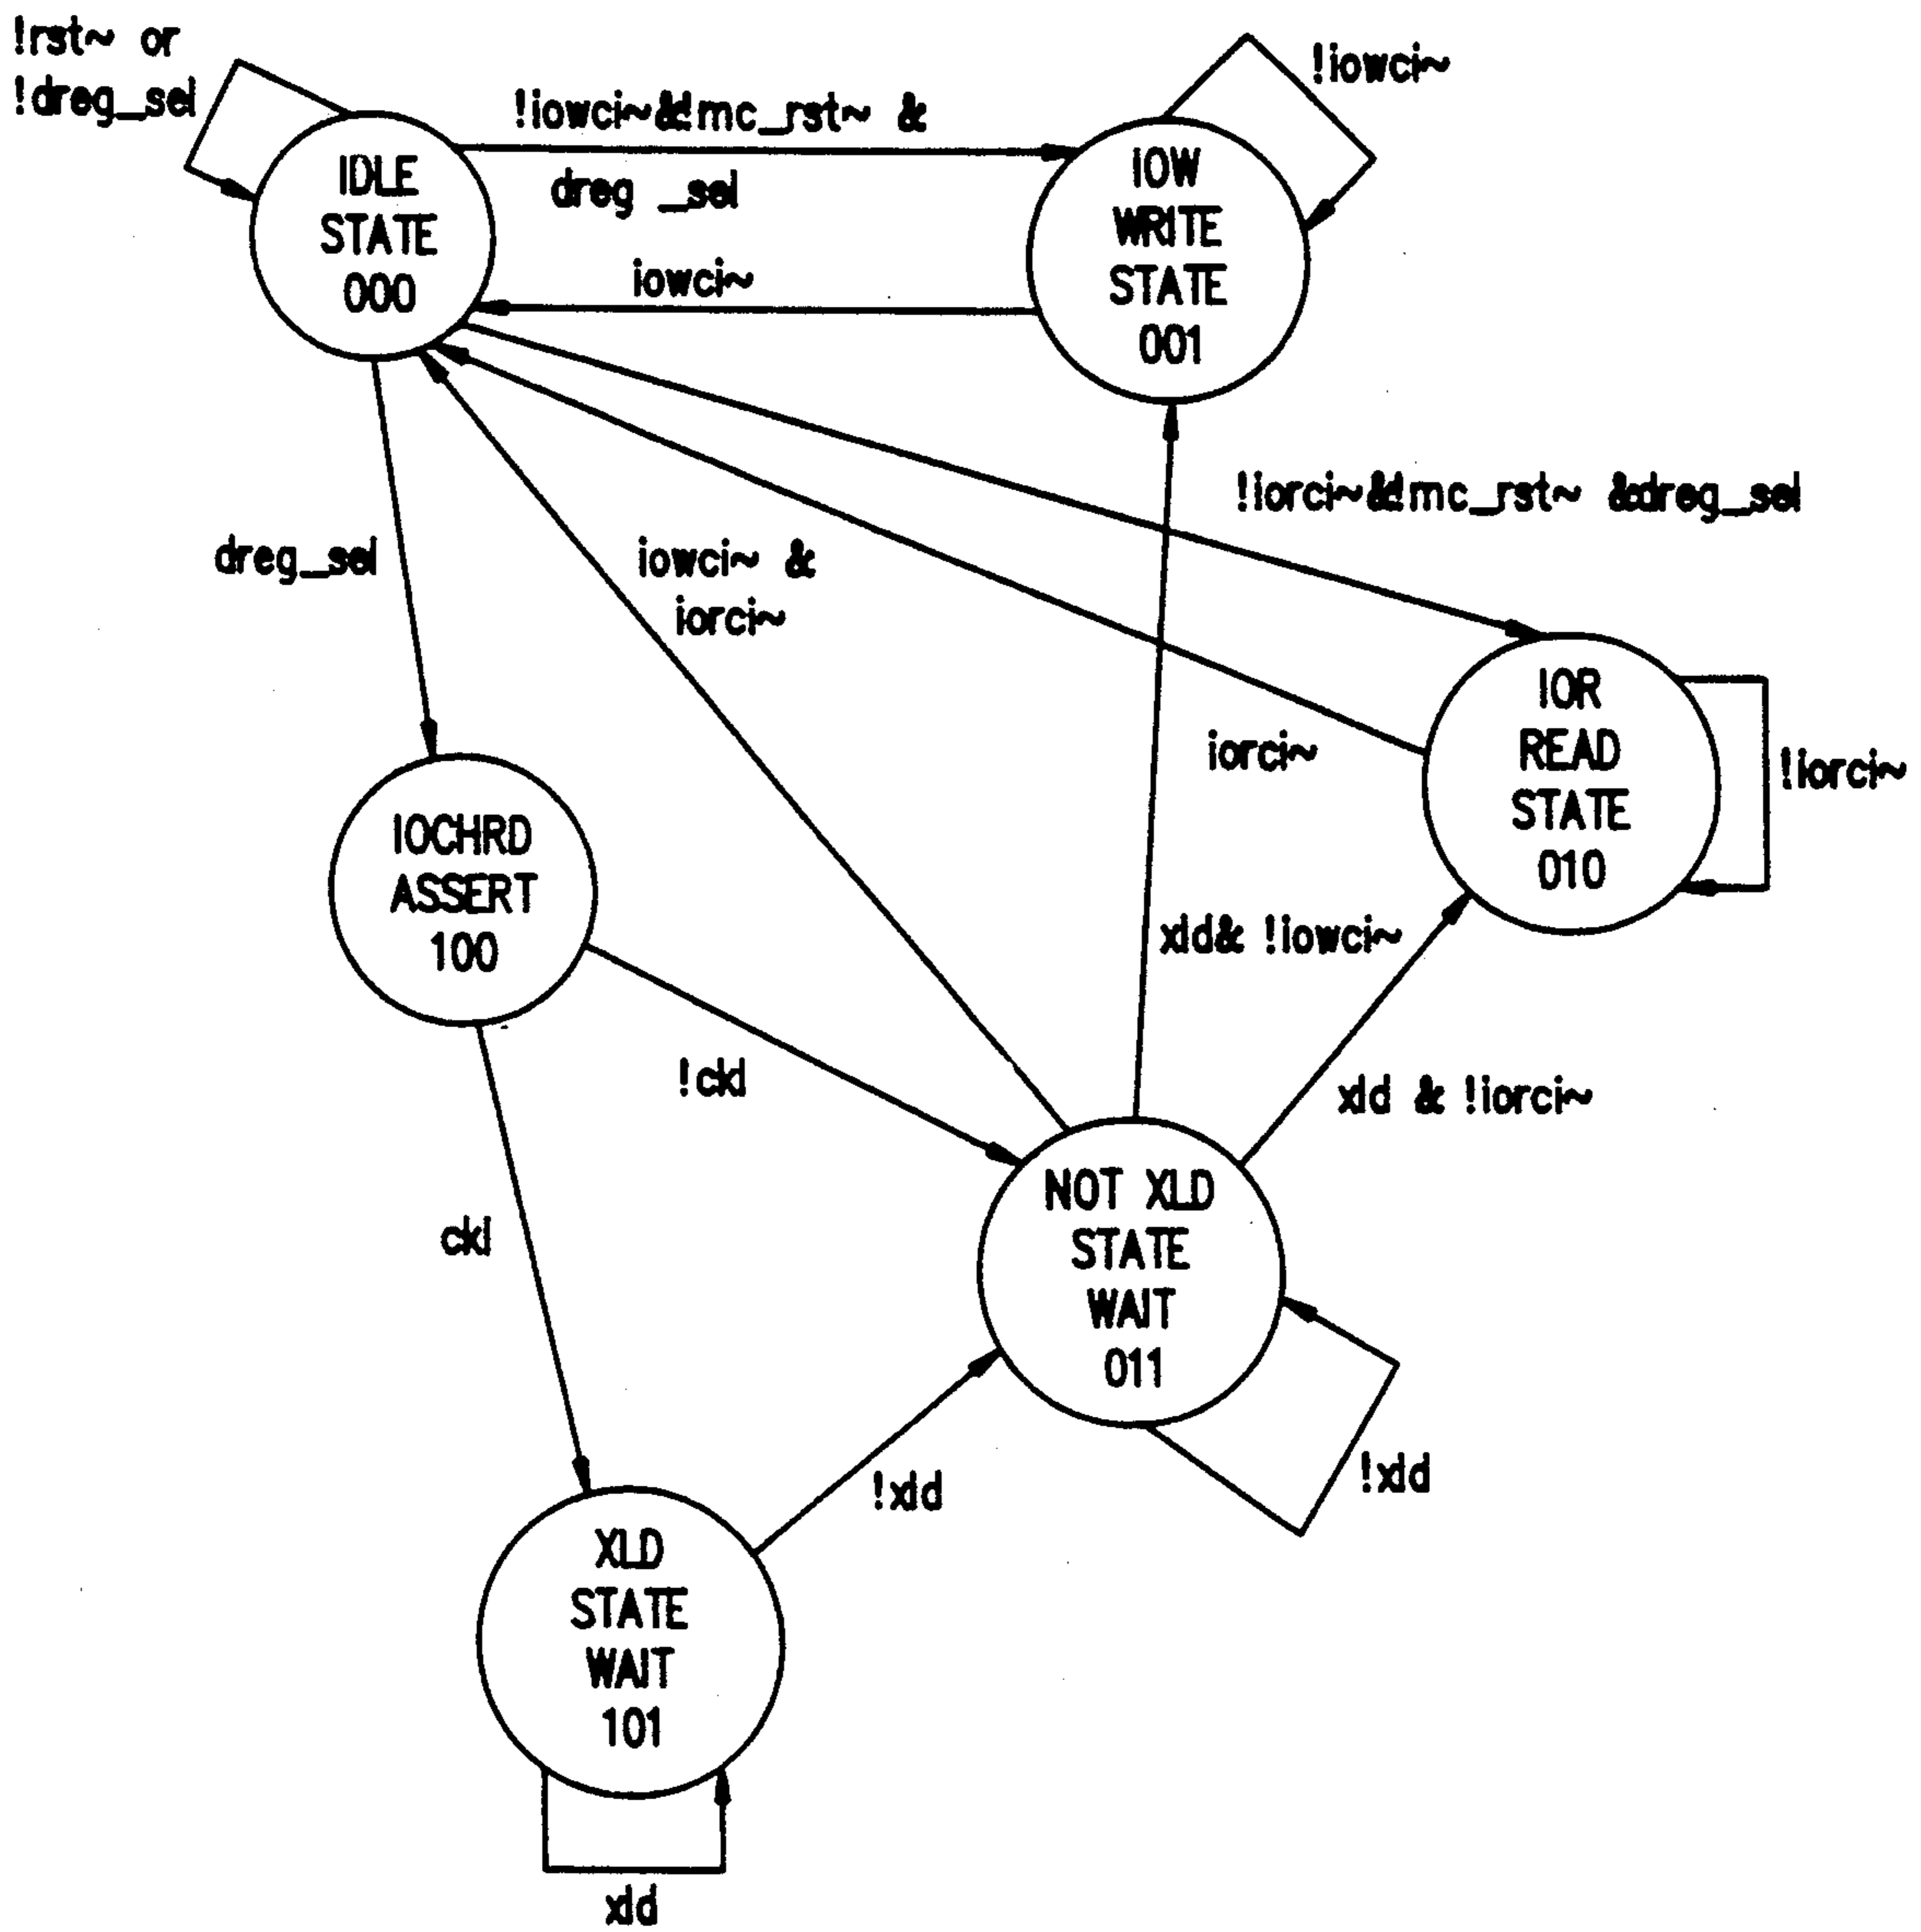 !rst~ or
!dreg_sel
IDLE
STATE
000
!iowci~&!mc_rst~ &
dreg _sel
iowci~
!iowci~
IOW
WRITE
STATE
001
!iorci~&!mc_rst~ &dreg_sel
dreg_sel
iowci~ &
iorci~
iorci~
IOR
READ
STATE
010
!iorci~
IOCHRD
ASSERT
100
xld& !iowci~
!ckl
xld & !iorci~
ckl
NOT XLD
STATE
WAIT
011
!xld
!xld
XLD
STATE
WAIT
101
xld